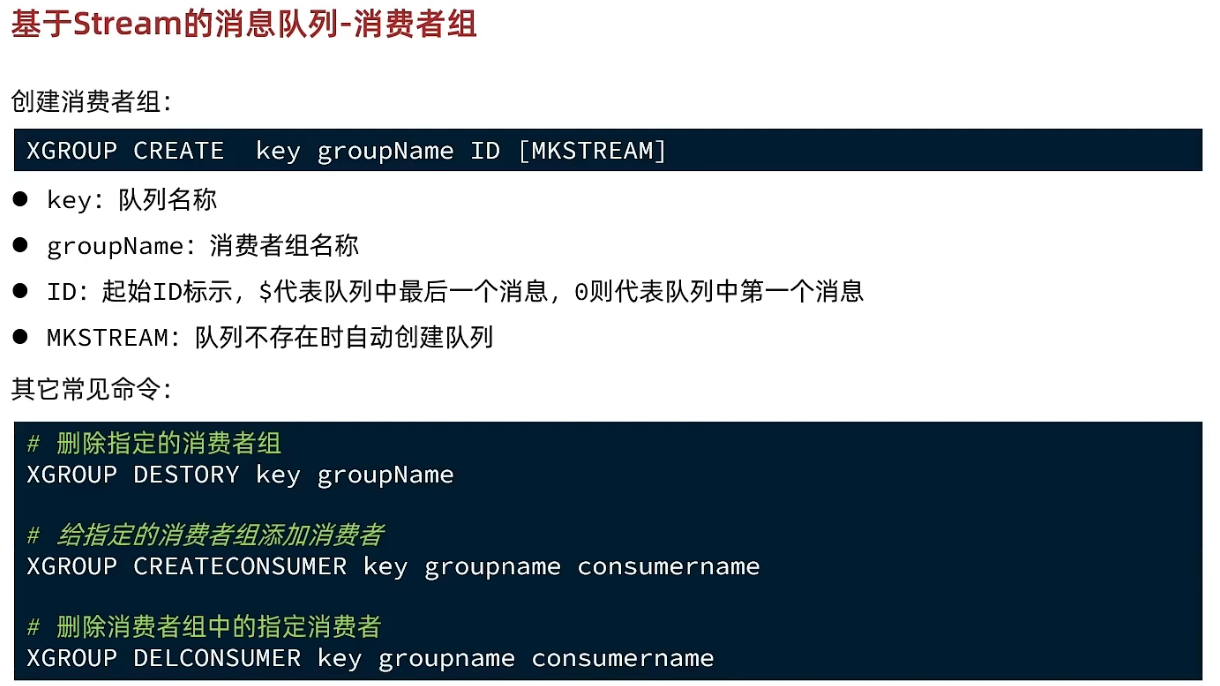 基于Stream的消息队列-消费者组
创建消费者组：
XGROUP CREATE  key groupName ID [MKSTREAM]
● key：队列名称
● groupName：消费者组名称
● ID：起始ID标示，$代表队列中最后一个消息，0则代表队列中第一个消息
● MKSTREAM：队列不存在时自动创建队列
其它常见命令：
# 删除指定的消费者组
XGROUP DESTORY key groupName
# 给指定的消费者组添加消费者
XGROUP CREATECONSUMER key groupname consumername
# 删除消费者组中的指定消费者
XGROUP DELCONSUMER key groupname consumername